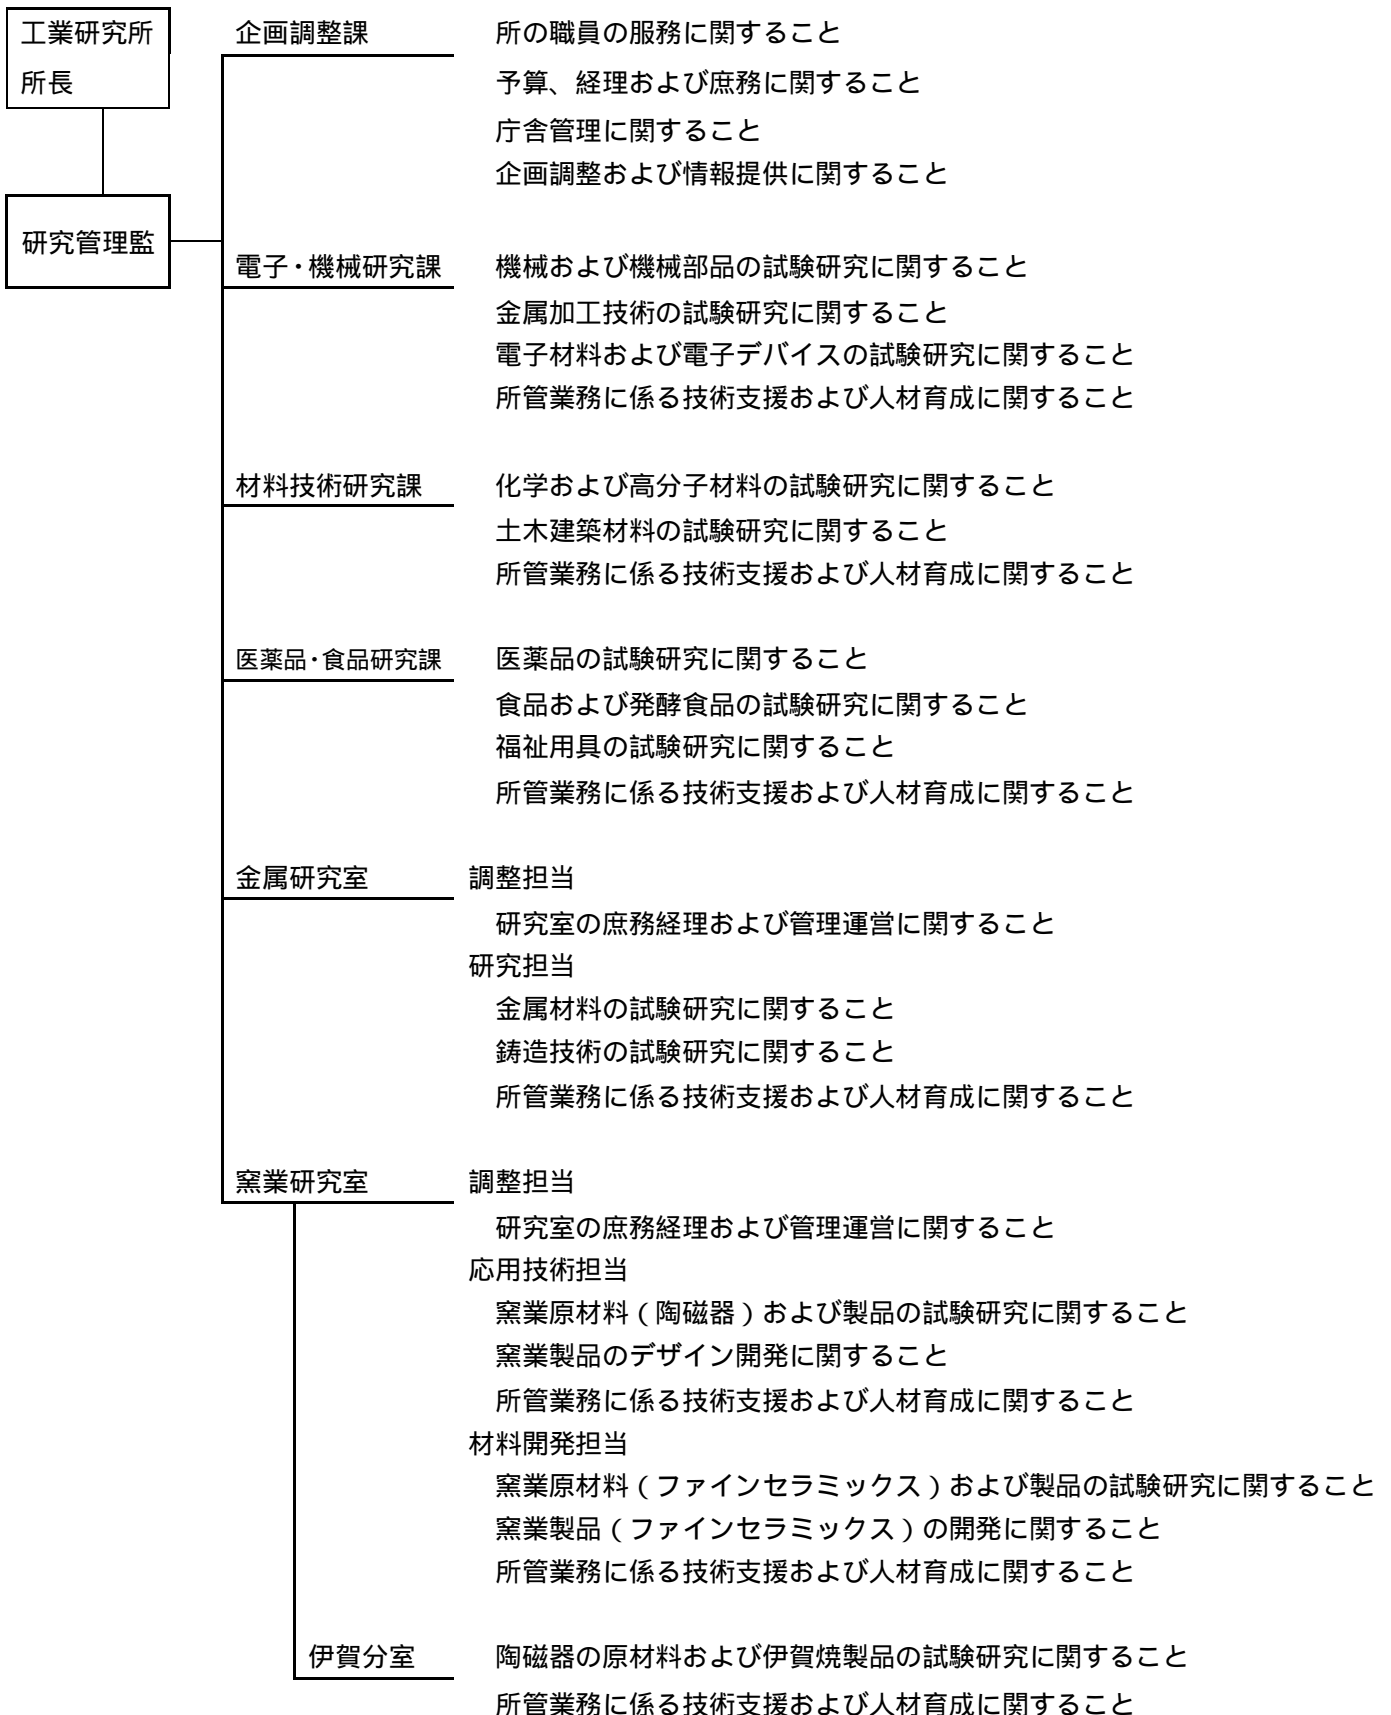 工業研究所
所長
研究管理監
企画調整課 所の職員の服務に関すること
予算、経理および庶務に関すること
庁舎管理に関すること
企画調整および情報提供に関すること
電子・機械研究課 機械および機械部品の試験研究に関すること
金属加工技術の試験研究に関すること
電子材料および電子デバイスの試験研究に関すること
所管業務に係る技術支援および人材育成に関すること
材料技術研究課 化学および高分子材料の試験研究に関すること
土木建築材料の試験研究に関すること
所管業務に係る技術支援および人材育成に関すること
医薬品・食品研究課 医薬品の試験研究に関すること
食品および発酵食品の試験研究に関すること
福祉用具の試験研究に関すること
所管業務に係る技術支援および人材育成に関すること
金属研究室 調整担当
研究室の庶務経理および管理運営に関すること
研究担当
金属材料の試験研究に関すること
鋳造技術の試験研究に関すること
所管業務に係る技術支援および人材育成に関すること
窯業研究室 調整担当
研究室の庶務経理および管理運営に関すること
応用技術担当
窯業原材料(陶磁器)および製品の試験研究に関すること
窯業製品のデザイン開発に関すること
所管業務に係る技術支援および人材育成に関すること
材料開発担当
窯業原材料(ファインセラミックス)および製品の試験研究に関すること
窯業製品(ファインセラミックス)の開発に関すること
所管業務に係る技術支援および人材育成に関すること
伊賀分室 陶磁器の原材料および伊賀焼製品の試験研究に関すること
所管業務に係る技術支援および人材育成に関すること